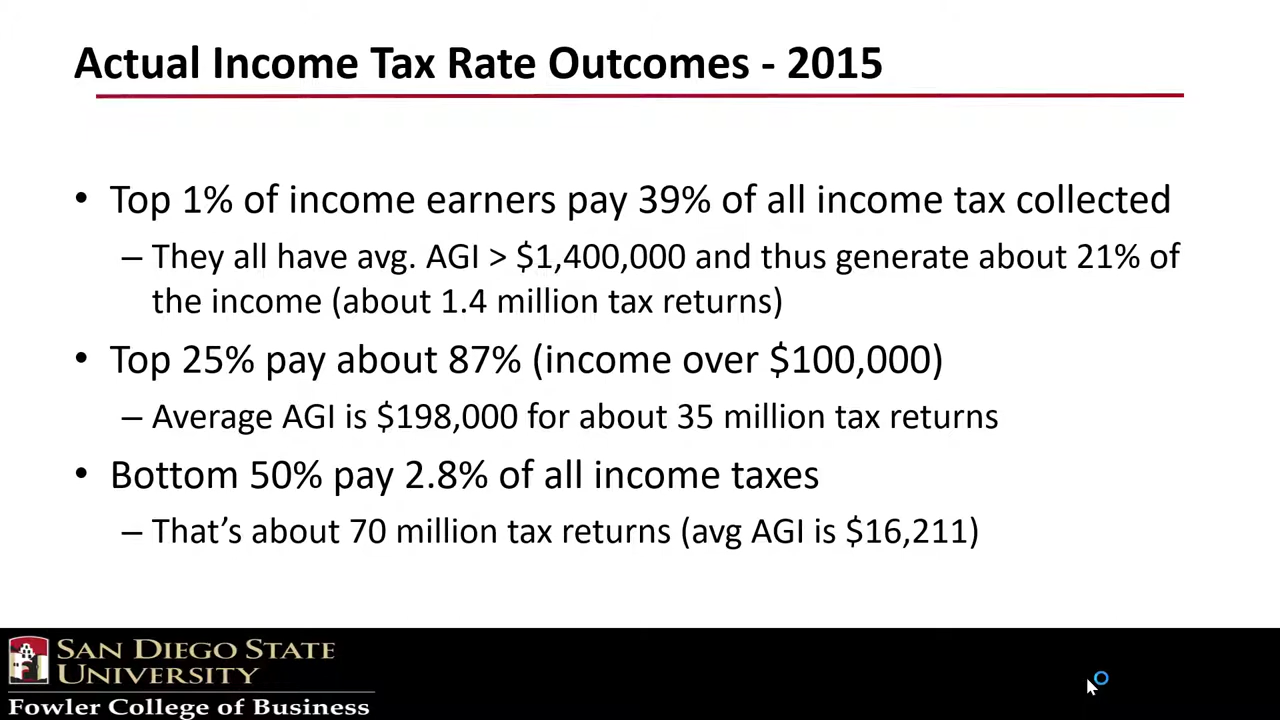 Actual Income Tax Rate Outcomes - 2015
• Top 1% of income earners pay 39% of all income tax collected
– They all have avg. AGI > $1,400,000 and thus generate about 21% of
the income (about 1.4 million tax returns)
• Top 25% pay about 87% (income over $100,000)
– Average AGI is $198,000 for about 35 million tax returns
• Bottom 50% pay 2.8% of all income taxes
– That’s about 70 million tax returns (avg AGI is $16,211)
SAN DIEGO STATE
UNIVERSITY
Fowler College of Business